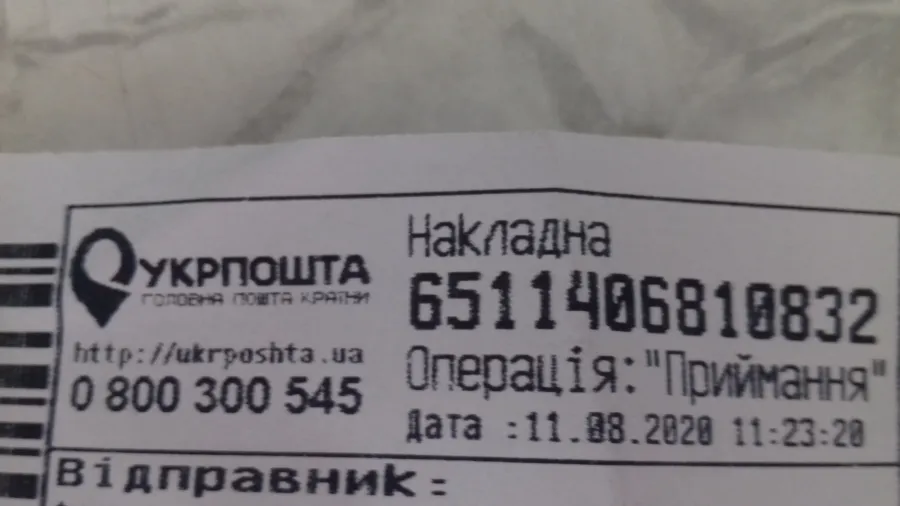 УКРПОШТА
ГОЛОВНА ПОШТА КРАЇНИ
http://ukrposhta.ua
0 800 300 545
Накладна
6511406810832
Операція:"Приймання"
Дата :11.08.2020 11:23:20
Відправник: